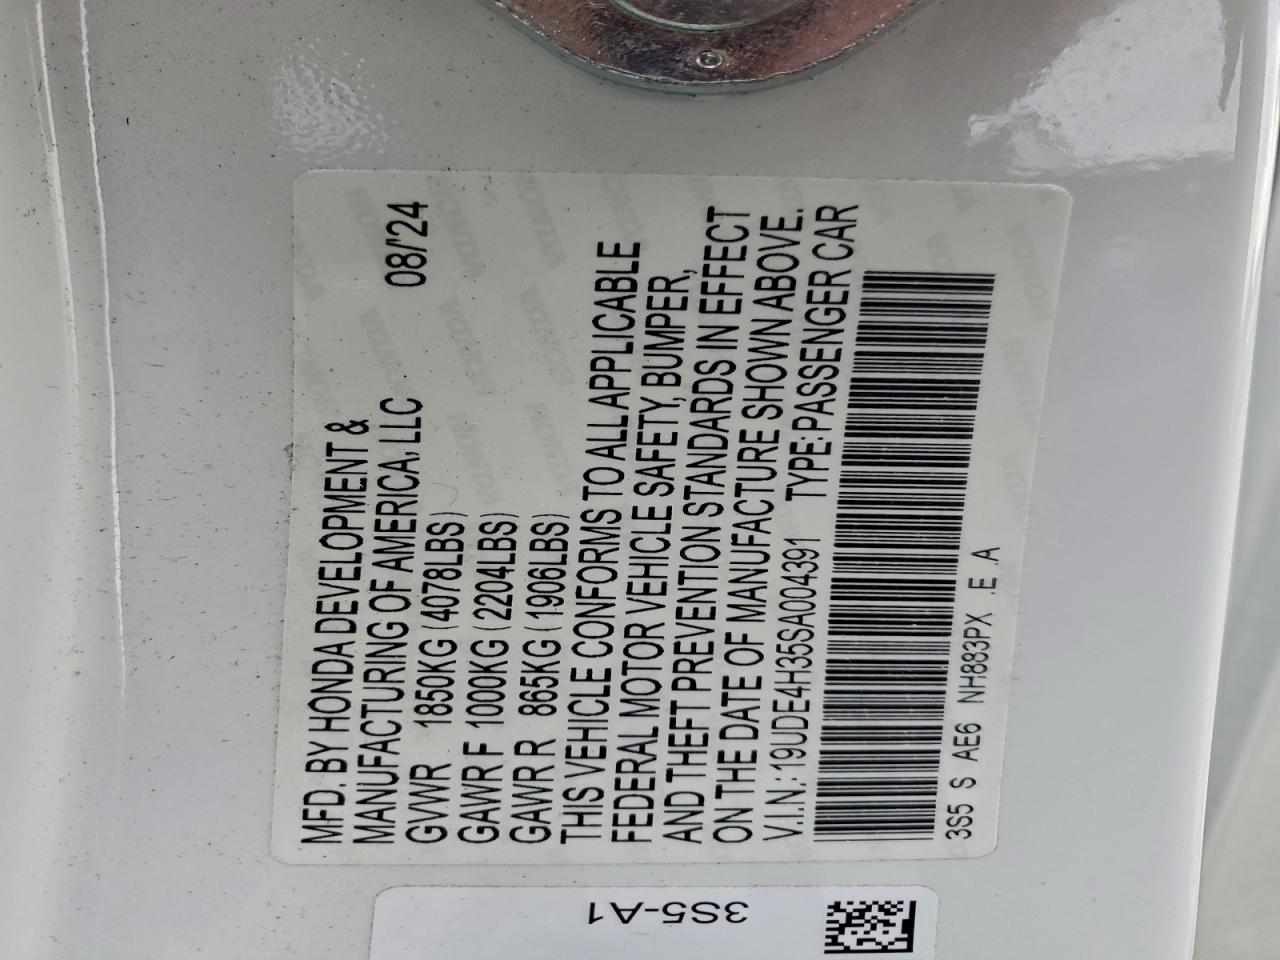 MFD. BY HONDA DEVELOPMENT &
MANUFACTURING OF AMERICA, LLC 08/'24
GVWR 1850KG (4078LBS)
GAWR F 1000KG (2204LBS)
GAWR R 865KG (1906LBS)
THIS VEHICLE CONFORMS TO ALL APPLICABLE
FEDERAL MOTOR VEHICLE SAFETY, BUMPER,
AND THEFT PREVENTION STANDARDS IN EFFECT
ON THE DATE OF MANUFACTURE SHOWN ABOVE.
V.I.N.: 19UDE4H35SA004391 TYPE: PASSENGER CAR
3S5 S AE6 NH883PX .E .A
3S5-A1